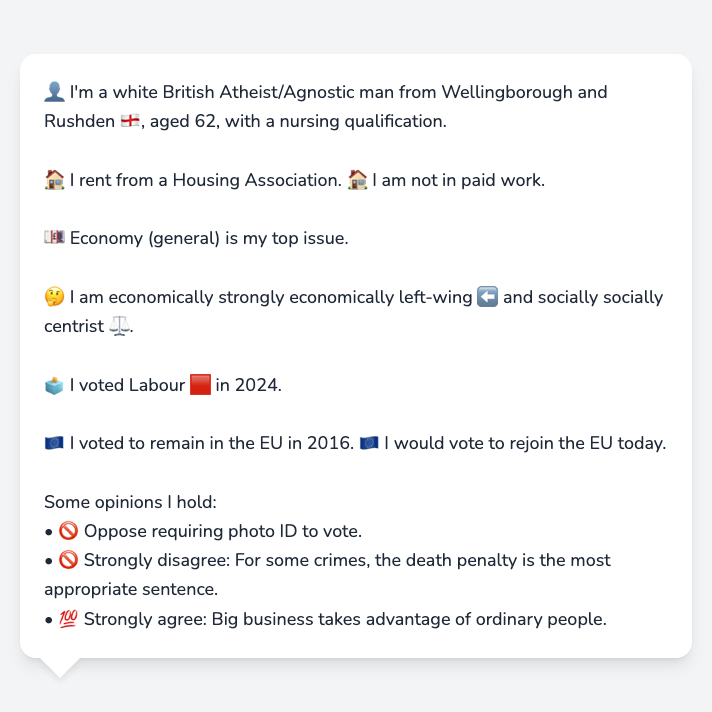 👤 I'm a white British Atheist/Agnostic man from Wellingborough and
Rushden 🏴󠁧󠁢󠁥󠁮󠁧󠁿, aged 62, with a nursing qualification.
🏠 I rent from a Housing Association. 🏠 I am not in paid work.
💷 Economy (general) is my top issue.
🤔 I am economically strongly economically left-wing ⬅️ and socially socially
centrist ⚖️.
🗳️ I voted Labour 🟥 in 2024.
🇪🇺 I voted to remain in the EU in 2016. 🇪🇺 I would vote to rejoin the EU today.
Some opinions I hold:
• 🚫 Oppose requiring photo ID to vote.
• 🚫 Strongly disagree: For some crimes, the death penalty is the most
appropriate sentence.
• 💯 Strongly agree: Big business takes advantage of ordinary people.